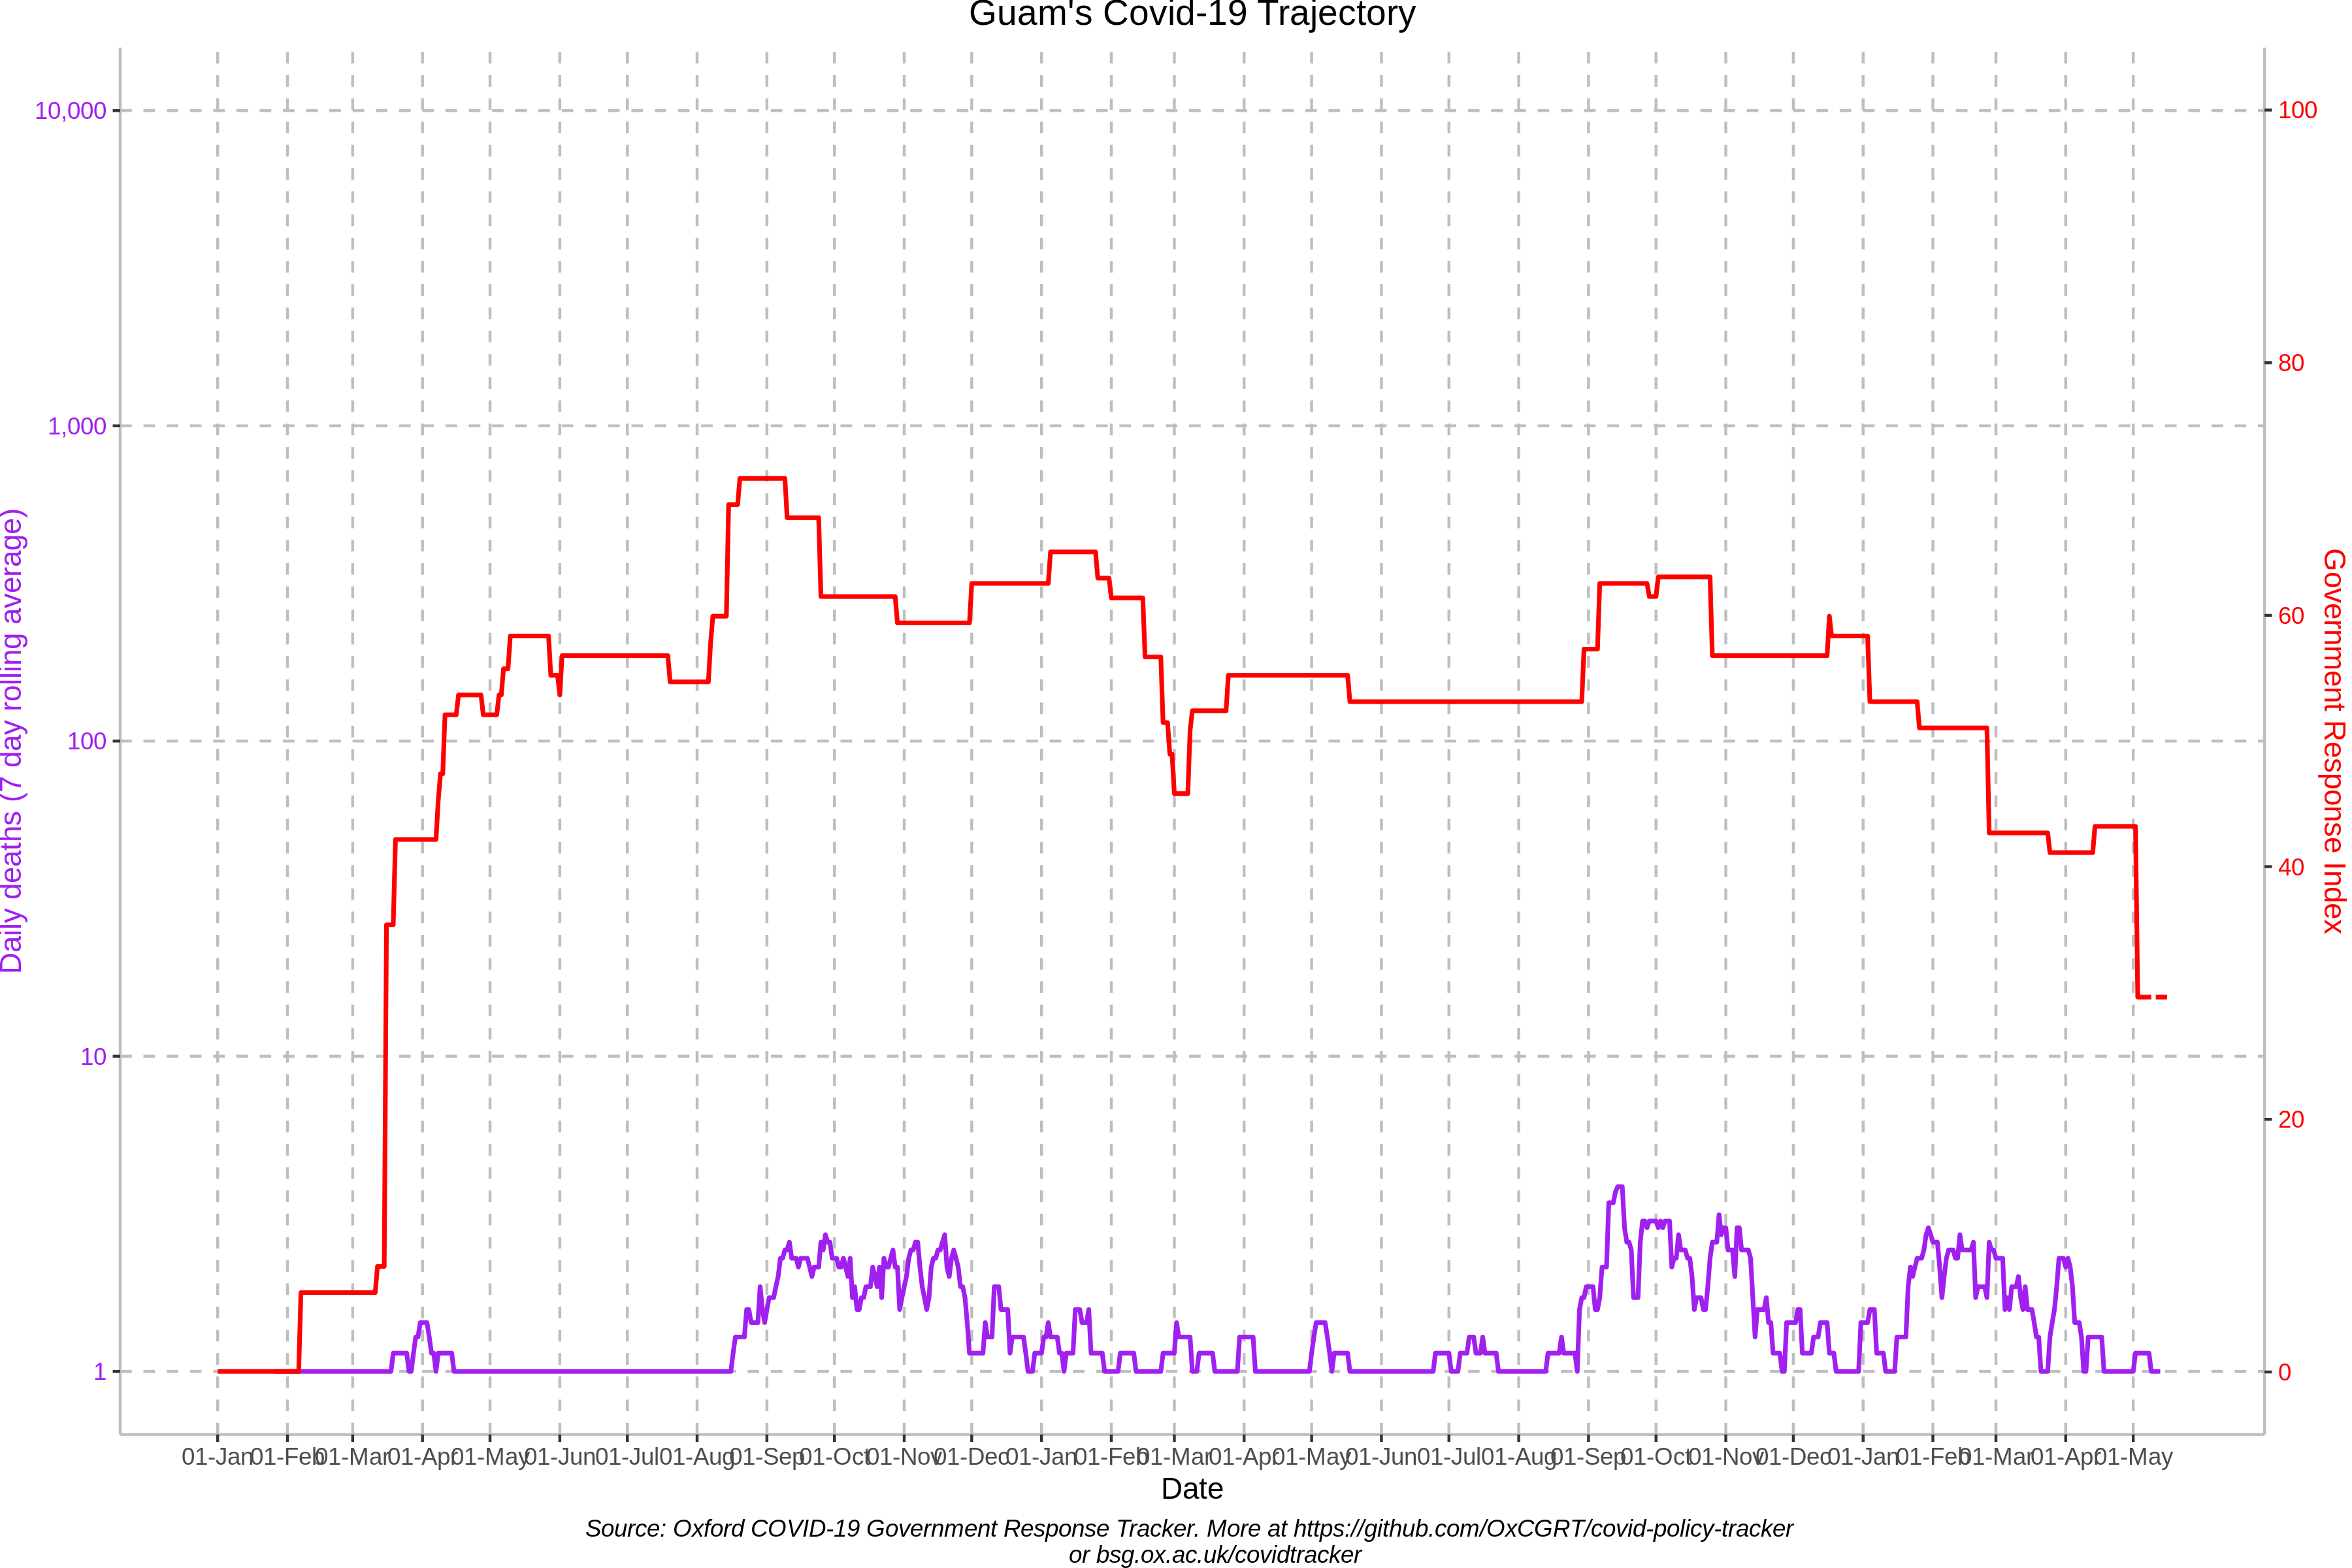 Guam's Covid-19 Trajectory
10,000
1,000
100
10
1
Daily deaths (7 day rolling average)
100
80
60
40
20
0
Government Response Index
01-Jan 01-Feb 01-Mar 01-Apr 01-May 01-Jun 01-Jul 01-Aug 01-Sep 01-Oct 01-Nov 01-Dec 01-Jan 01-Feb 01-Mar 01-Apr 01-May 01-Jun 01-Jul 01-Aug 01-Sep 01-Oct 01-Nov 01-Dec 01-Jan 01-Feb 01-Mar 01-Apr 01-May
Date
Source: Oxford COVID-19 Government Response Tracker. More at https://github.com/OxCGRT/covid-policy-tracker
or bsg.ox.ac.uk/covidtracker